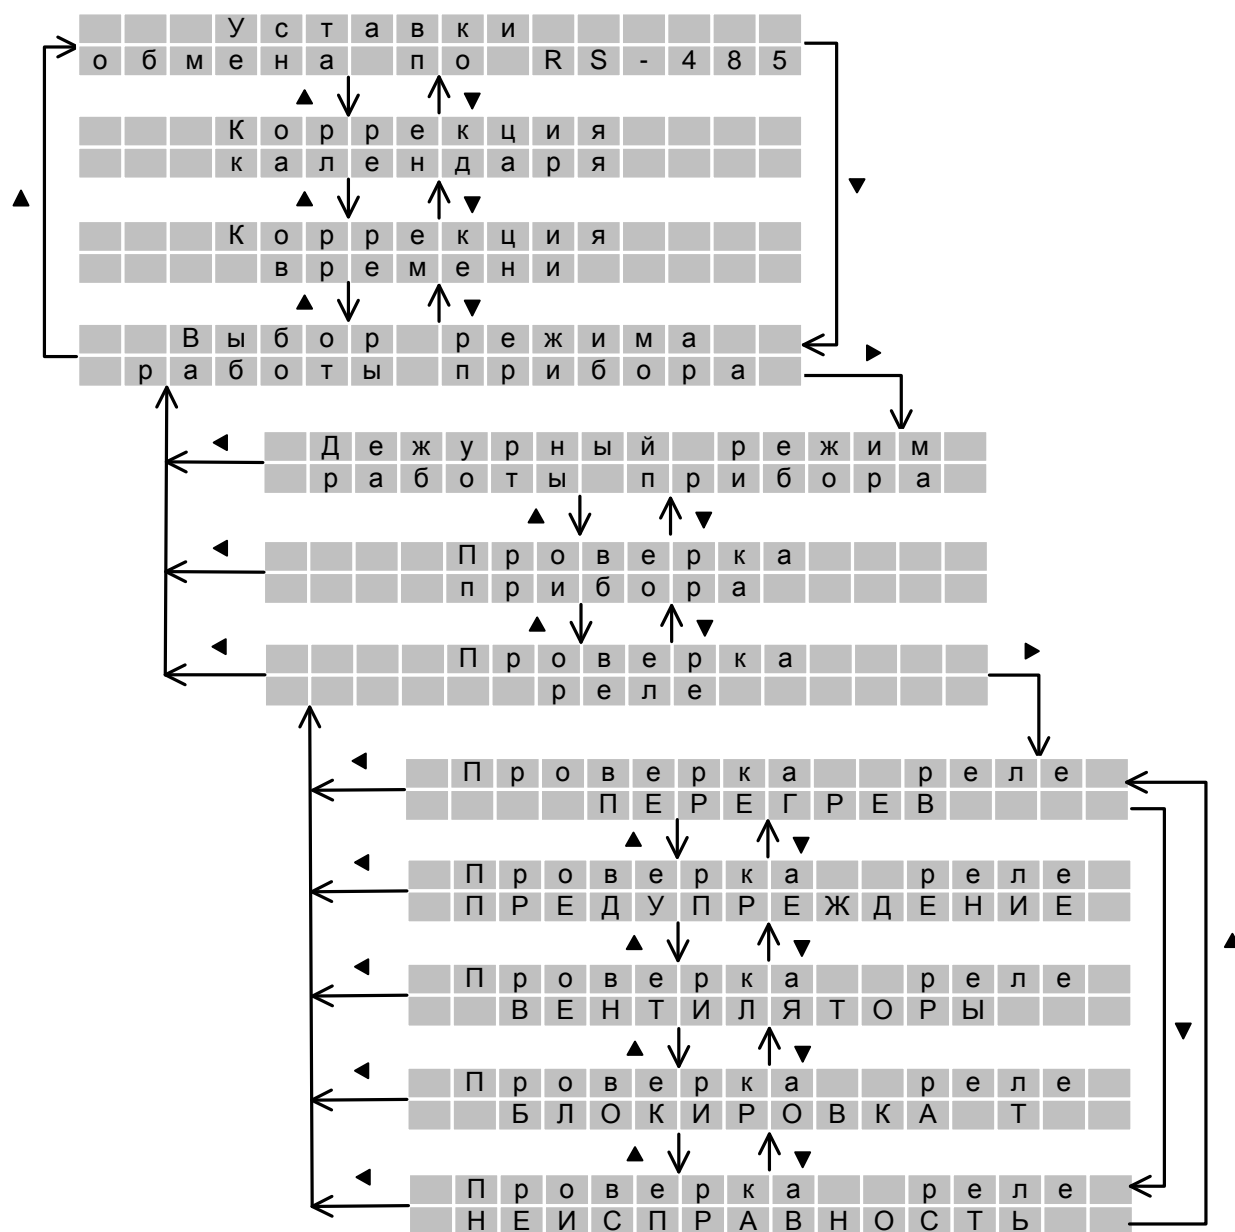 Уставки
обмена по RS-485
Коррекция
календаря
Коррекция
времени
Выбор режима
работы прибора
Дежурный режим
работы прибора
Проверка
прибора
Проверка
реле
Проверка реле
ПЕРЕГРЕВ
Проверка реле
ПРЕДУПРЕЖДЕНИЕ
Проверка реле
ВЕНТИЛЯТОРЫ
Проверка реле
БЛОКИРОВКА Т
Проверка реле
НЕИСПРАВНОСТЬ